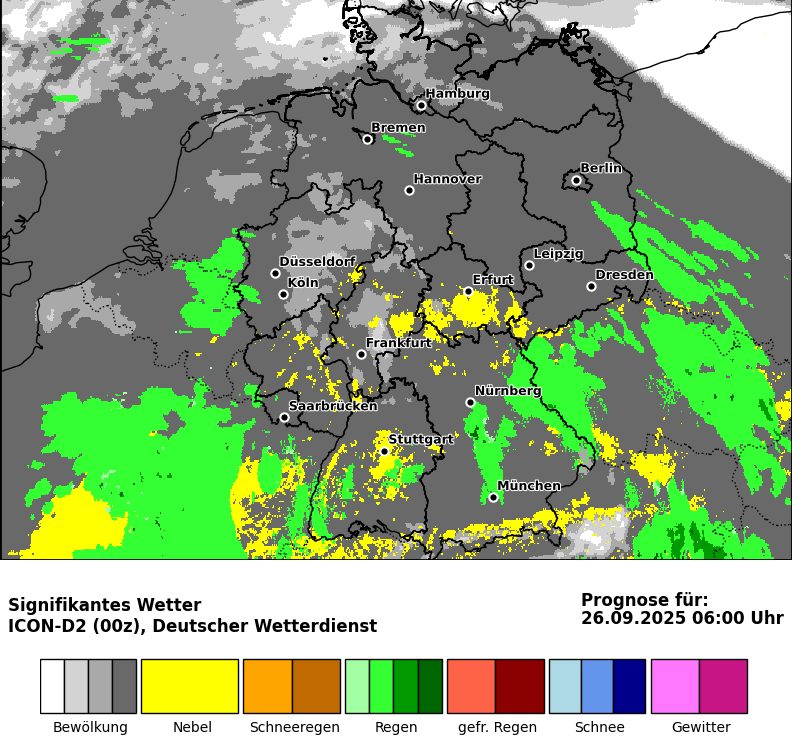 Hamburg
Bremen
Berlin
Hannover
Düsseldorf
Leipzig
Köln
Erfurt
Dresden
Frankfurt
Nürnberg
Saarbrücken
Stuttgart
München
Signifikantes Wetter
ICON-D2 (00z), Deutscher Wetterdienst
Prognose für:
26.09.2025 06:00 Uhr
Bewölkung
Nebel
Schneeregen
Regen
gefr. Regen
Schnee
Gewitter